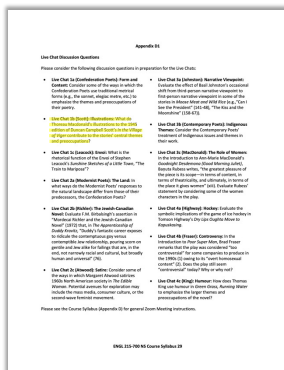 Appendix D1
Live Chat Discussion Questions
Please consider the following discussion questions in preparation for the Live Chats:
• Live Chat 1a (Confederation Poets): Form and
Content: Consider some of the ways in which the
Confederation Poets use traditional metrical
forms (e.g., the sonnet, elegiac metre, etc.) to
emphasize the themes and preoccupations of
their poetry.
• Live Chat 1b (Scott): Illustrations: What do
Thomas Macdonald's illustrations to the 1945
edition of Duncan Campbell Scott's In the Village
of Viger contribute to the stories' central themes
and preoccupations?
• Live Chat 1c (Leacock): Envoi: What is the
rhetorical function of the Envoi of Stephen
Leacock's Sunshine Sketches of a Little Town, "The
Train to Mariposa"?
• Live Chat 2a (Modernist Poets): The Land: In
what ways do the Modernist Poets' responses to
the natural landscape differ from those of their
predecessors, the Confederation Poets?
• Live Chat 2b (Richler): The Jewish-Canadian
Novel: Evaluate F.M. Birbalsingh's assertion in
"Mordecai Richler and the Jewish-Canadian
Novel" (1972) that, in The Apprenticeship of
Duddy Kravitz, "Duddy's fantastic career exposes
to ridicule the contemptuous gay versus
contemptible Jew relationship, pouring scorn on
gentile and Jew alike for failings that are, in the
end, not narrowly racial and cultural, but broadly
human and universal" (76).
• Live Chat 2c (Atwood): Satire: Consider some of
the ways in which Margaret Atwood satirizes
1960s North American society in The Edible
Woman. Potential avenues for exploration may
include the mass media, consumer culture, or the
second-wave feminist movement.
• Live Chat 3a (Johnston): Narrative Viewpoint:
Evaluate the effect of Basil Johnston's occasional
shift from third-person narrative viewpoint to
first-person narrative viewpoint in some of the
stories in Moose Meat and Wild Rice (e.g., "Can I
See the President" [141-48], "The Kiss and the
Moonshine" [158-67]).
• Live Chat 3b (Contemporary Poets): Indigenous
Themes: Consider the Contemporary Poets'
treatment of Indigenous issues and themes in
their work.
• Live Chat 3c (MacDonald): The Role of Women:
In the introduction to Ann-Marie MacDonald's
Goodnight Desdemona (Good Morning Juliet),
Banuta Rubess writes, "the greatest pleasure of
the piece is its scope—in terms of content, in
terms of theatricality, and ultimately, in terms of
the place it gives women" (xiii). Evaluate Rubess'
statement by considering some of the women
characters in the play.
• Live Chat 4a (Highway): Hockey: Evaluate the
symbolic implications of the game of ice hockey in
Tomson Highway's Dry Lips Oughta Move to
Kapuskasing.
• Live Chat 4b (Fraser): Controversy: In the
Introduction to Poor Super Man, Brad Fraser
remarks that the play was considered "too
controversial" for some companies to produce in
the 1990s (i) owing to its "overt homosexual
content" (2). Does the play still seem
"controversial" today? Why or why not?
• Live Chat 4c (King): Humour: How does Thomas
King use humour in Green Grass, Running Water
to emphasize the larger themes and
preoccupations of the novel?
Please see the Course Syllabus (Appendix D) for general Zoom Meeting instructions.
ENGL 215-700 NS Course Syllabus 29